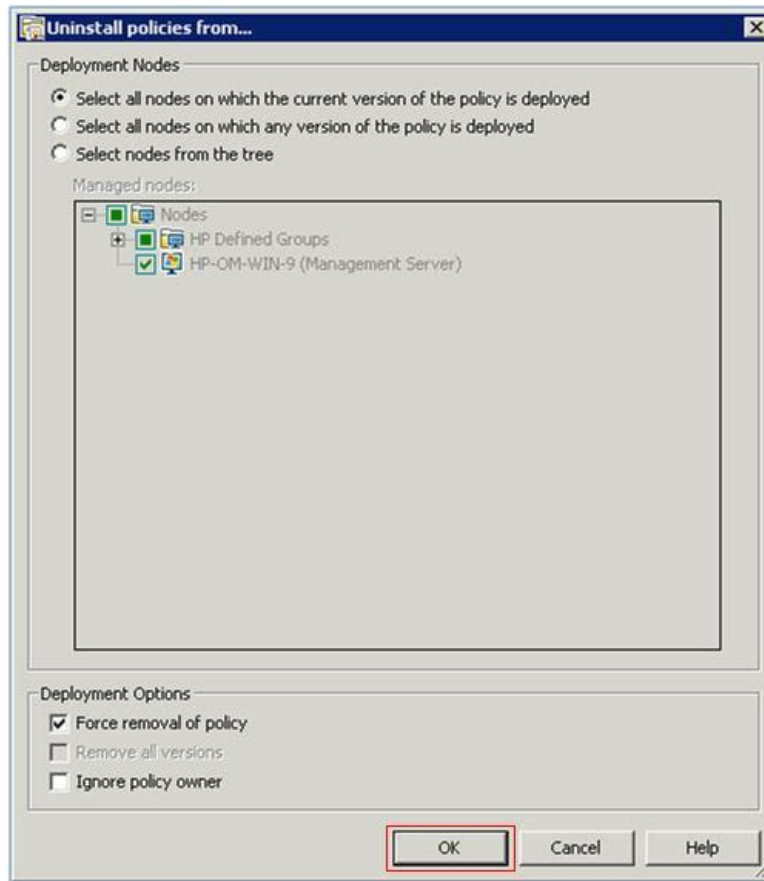 Uninstall policies from...
Deployment Nodes
Select all nodes on which the current version of the policy is deployed
Select all nodes on which any version of the policy is deployed
Select nodes from the tree
Managed nodes:
Nodes
HP Defined Groups
HP-OM-WIN-9 (Management Server)
Deployment Options
Force removal of policy
Remove all versions
Ignore policy owner
OK Cancel Help